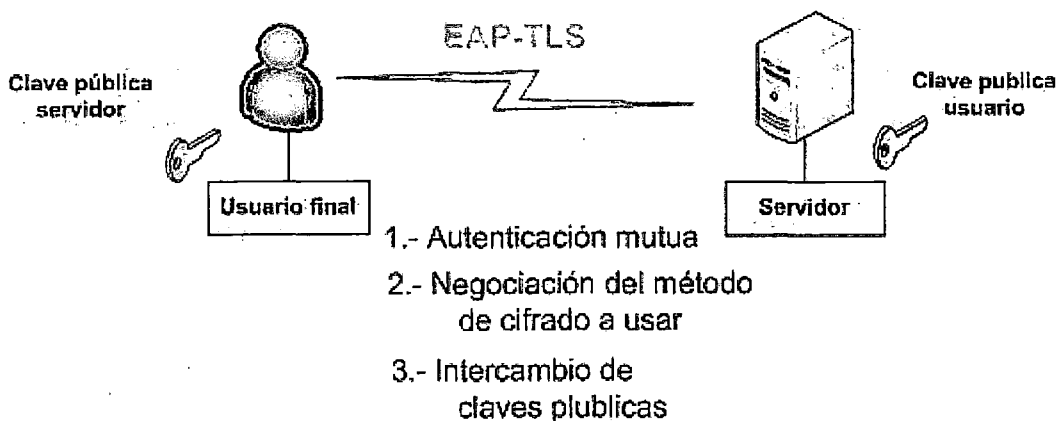 EAP-TLS
Clave pública
servidor
Clave publica
usuario
Usuario final
Servidor
1.- Autenticación mutua
2.- Negociación del método
de cifrado a usar
3.- Intercambio de
claves plublicas